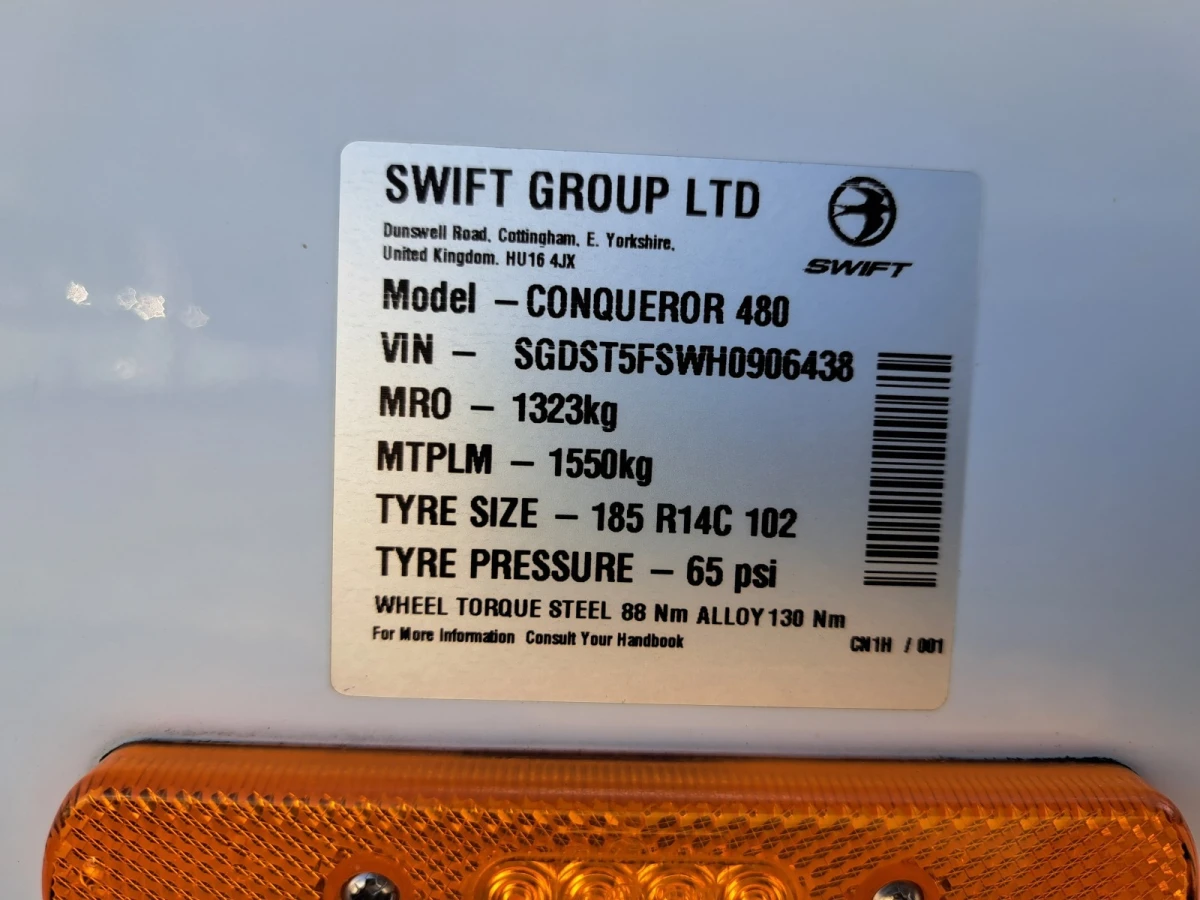 SWIFT GROUP LTD
Dunswell Road, Cottingham, E. Yorkshire,
United Kingdom. HU16 4JX
SWIFT
Model – CONQUEROR 480
VIN – SGDST5FSWH0906438
MRO – 1323kg
MTPLM – 1550kg
TYRE SIZE – 185 R14C 102
TYRE PRESSURE – 65 psi
WHEEL TORQUE STEEL 88 Nm ALLOY 130 Nm
For More Information Consult Your Handbook
CN1H / 001